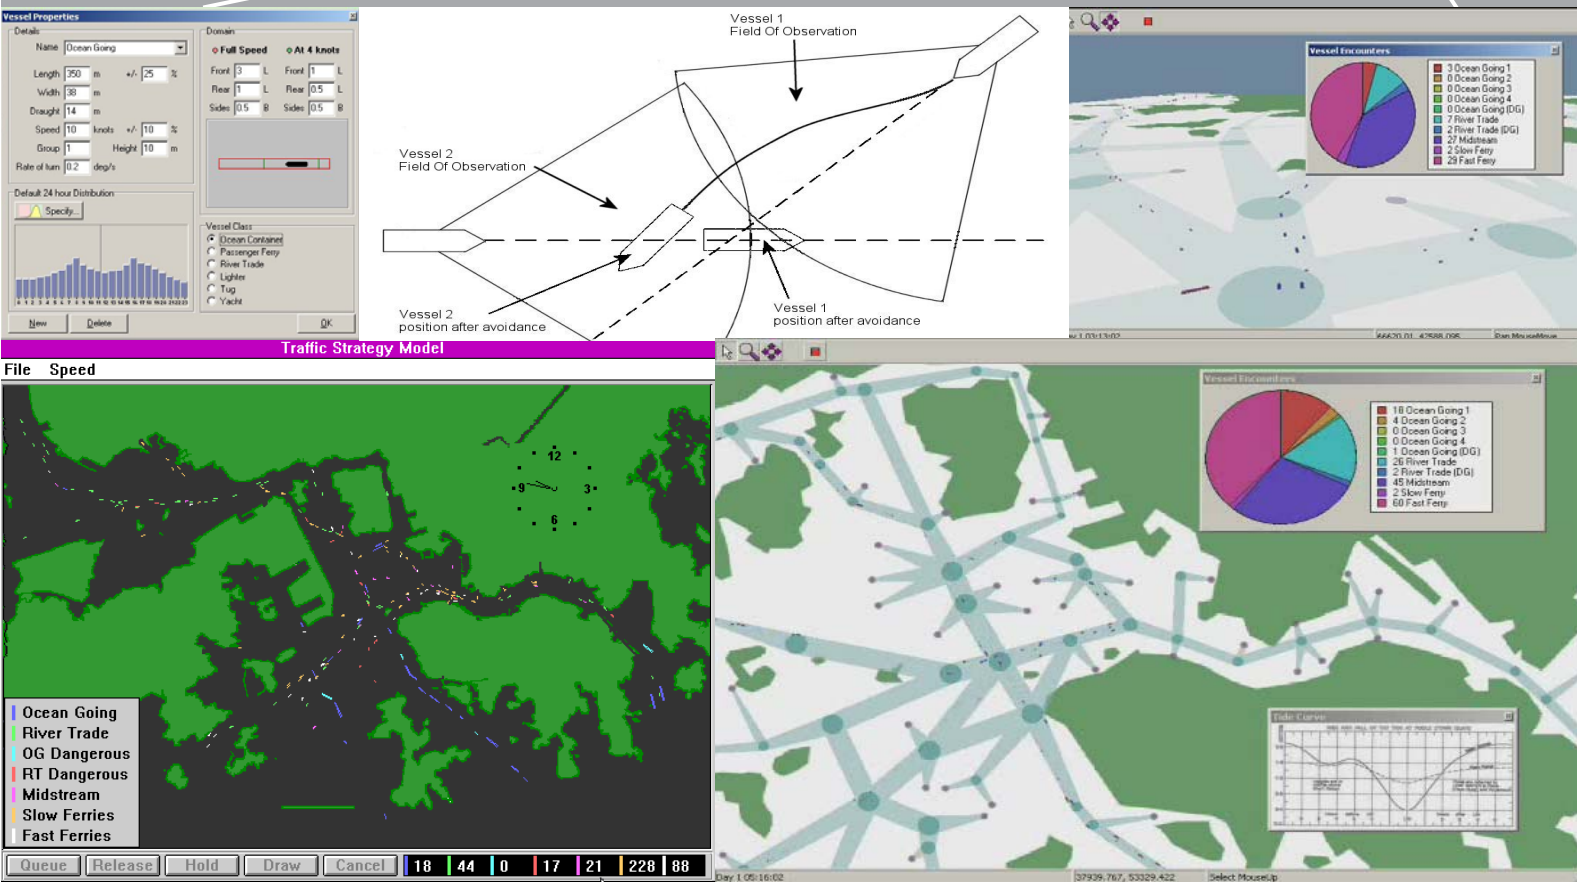 Vessel Properties
Details
Name Ocean Going
Length 350 m +/- 25 %
Width 38 m
Draught 14 m
Speed 10 knots +/- 10 %
Group 1 Height 10 m
Rate of turn 0.2 deg/s
Default 24 hour Distribution
Specify...
New Delete
Domain
Full Speed At 4 knots
Front 3 L Front 1 L
Rear 1 L Rear 0.5 L
Sides 0.5 B Sides 0.5 B
Vessel Class
Ocean Container
Passenger Ferry
River Trade
Lighter
Tug
Yacht
OK
Vessel 1
Field Of Observation
Vessel 2
Field Of Observation
Vessel 2
position after avoidance
Vessel 1
position after avoidance
Vessel Encounters
3 Ocean Going 1
0 Ocean Going 2
0 Ocean Going 3
0 Ocean Going 4
0 Ocean Going (DG)
7 River Trade
2 River Trade (DG)
27 Midstream
2 Slow Ferry
29 Fast Ferry
Pan MouseMove
Traffic Strategy Model
File Speed
12
9 3
6
Ocean Going
River Trade
OG Dangerous
RT Dangerous
Midstream
Slow Ferries
Fast Ferries
Queue Release Hold Draw Cancel 18 44 0 17 21 228 88
Vessel Encounters
18 Ocean Going 1
4 Ocean Going 2
0 Ocean Going 3
0 Ocean Going 4
1 Ocean Going (DG)
26 River Trade
2 River Trade (DG)
45 Midstream
2 Slow Ferry
60 Fast Ferry
Tide Curve
Day 1 05:16:02 37939.767, 53329.422 Select MouseUp